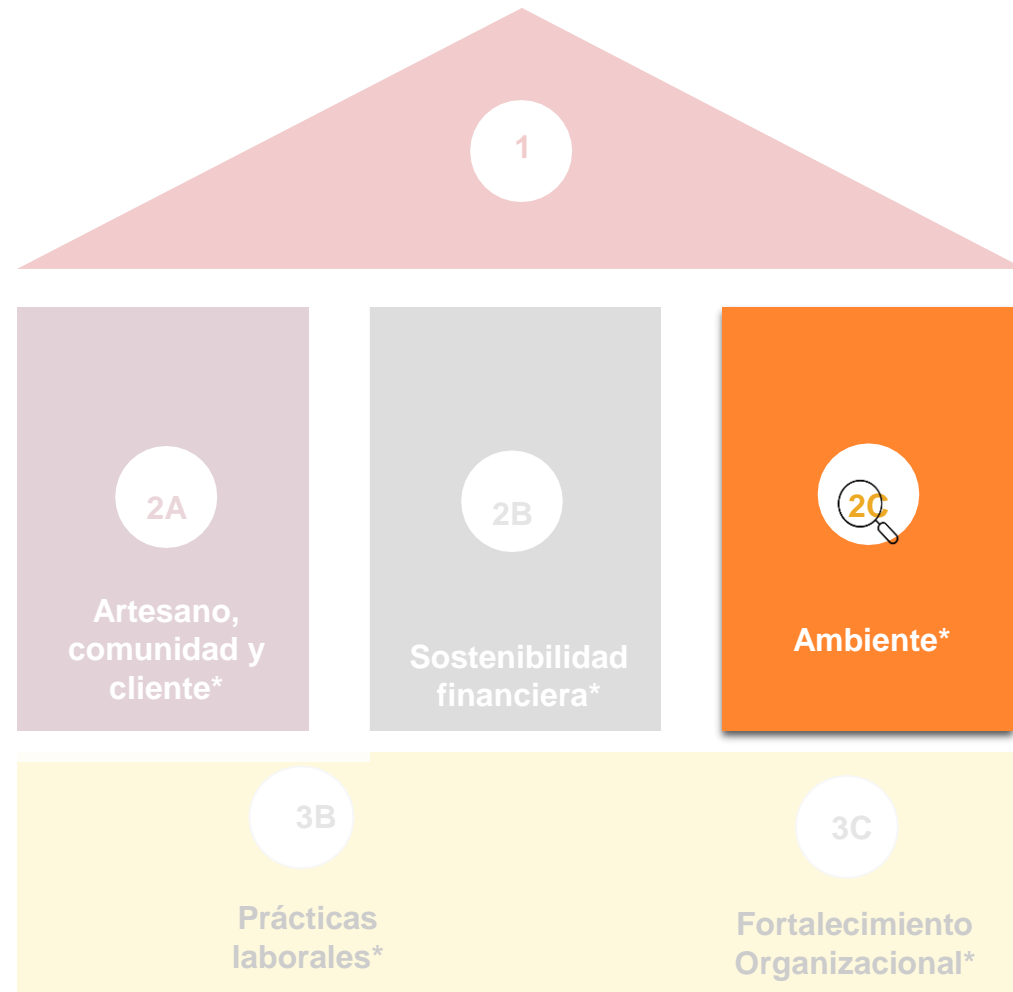 1
2A
Artesano,
comunidad y
cliente*
2B
Sostenibilidad
financiera*
2C
Ambiente*
3B
Prácticas
laborales*
3C
Fortalecimiento
Organizacional*